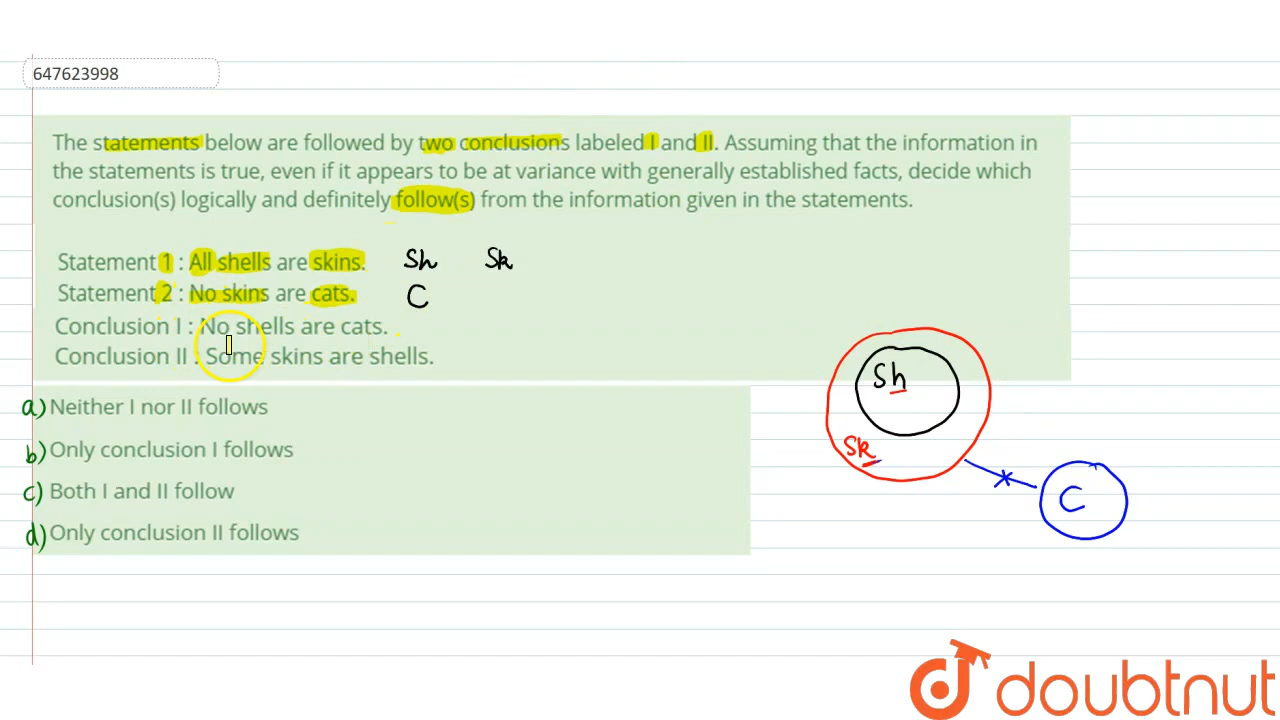 647623998
The statements below are followed by two conclusions labeled I and II. Assuming that the information in
the statements is true, even if it appears to be at variance with generally established facts, decide which
conclusion(s) logically and definitely follow(s) from the information given in the statements.
Statement 1 : All shells are skins. Sh Sk
Statement 2 : No skins are cats. C
Conclusion I : No shells are cats.
Conclusion II : Some skins are shells.
Sh
Sk
C
a) Neither I nor II follows
b) Only conclusion I follows
c) Both I and II follow
d) Only conclusion II follows
doubtnut